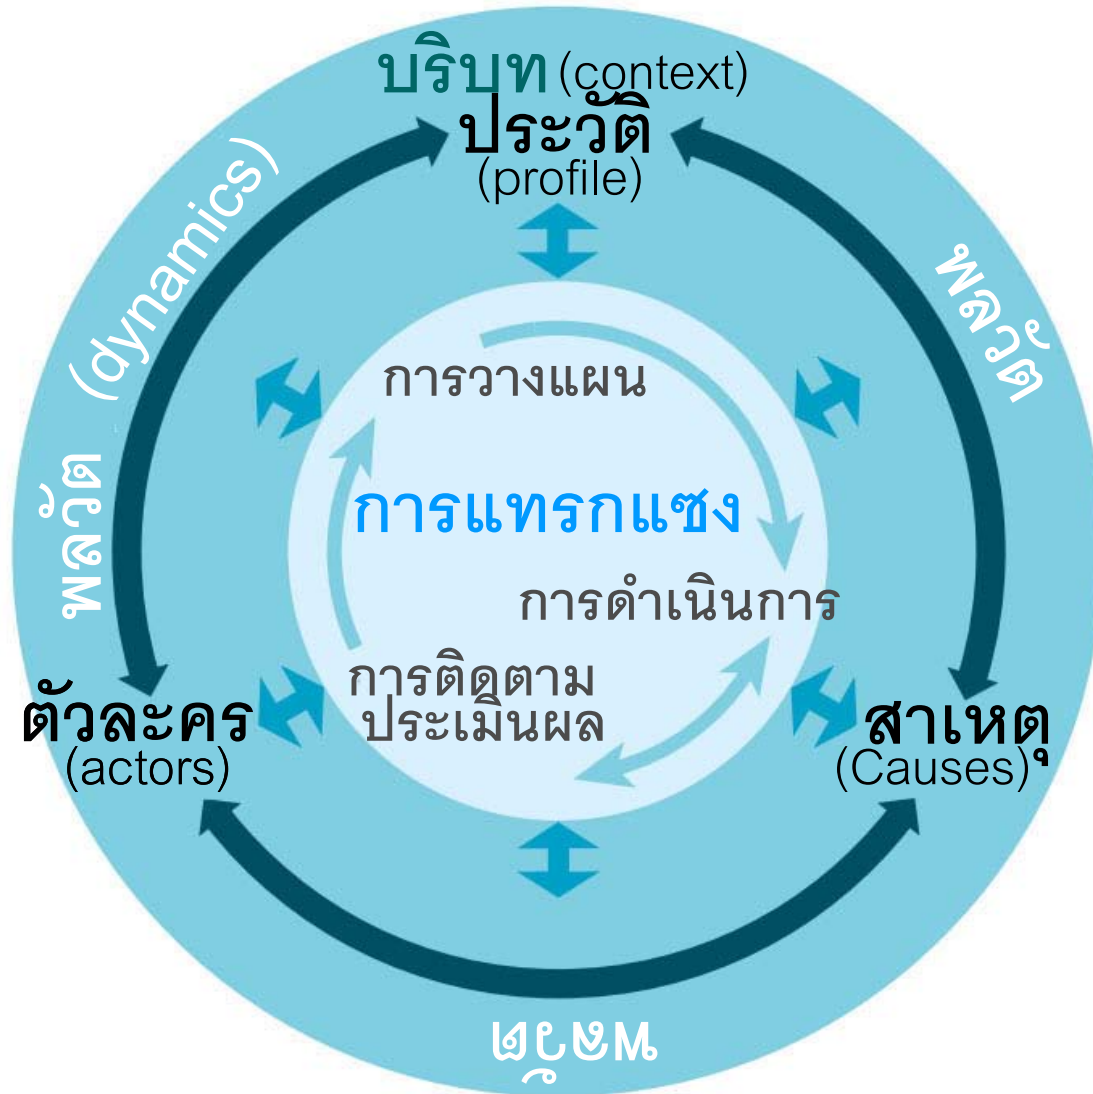 บริบท (context)
ประวัติ
(profile)
พลวัต (dynamics)
พลวัต
การวางแผน
การแทรกแซง
การดำเนินการ
การติดตาม
ประเมินผล
ตัวละคร
(actors)
สาเหตุ
(Causes)
พลวัต